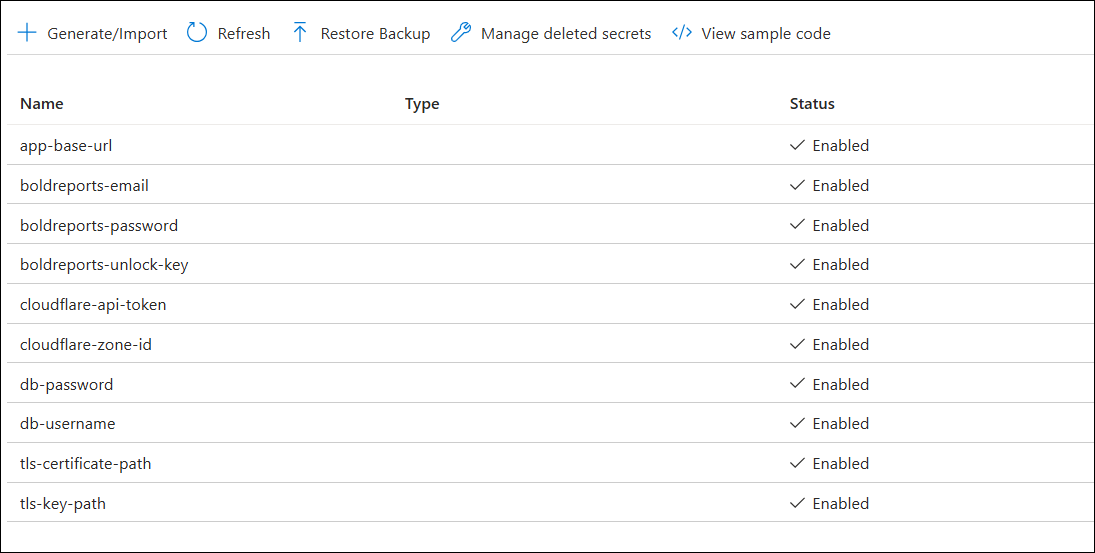 Generate/Import Refresh Restore Backup Manage deleted secrets </> View sample code
Name Type Status
app-base-url Enabled
boldreports-email Enabled
boldreports-password Enabled
boldreports-unlock-key Enabled
cloudflare-api-token Enabled
cloudflare-zone-id Enabled
db-password Enabled
db-username Enabled
tls-certificate-path Enabled
tls-key-path Enabled